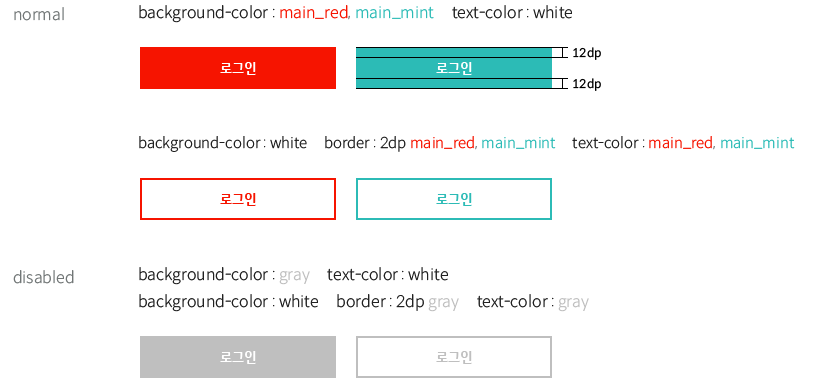 normal
background-color : main_red, main_mint text-color : white
로그인 로그인 12dp
12dp
background-color : white border : 2dp main_red, main_mint text-color : main_red, main_mint
로그인 로그인
disabled
background-color : gray text-color : white
background-color : white border : 2dp gray text-color : gray
로그인 로그인